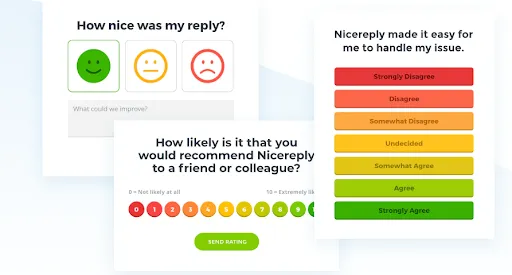 How nice was my reply?
What could we improve?
How likely is it that you
would recommend Nicereply
to a friend or colleague?
0 = Not likely at all
10 = Extremely
0 1 2 3 4 5 6 7 8 9
SEND RATING
Nicereply made it easy for
me to handle my issue.
Strongly Disagree
Disagree
Somewhat Disagree
Undecided
Somewhat Agree
Agree
Strongly Agree